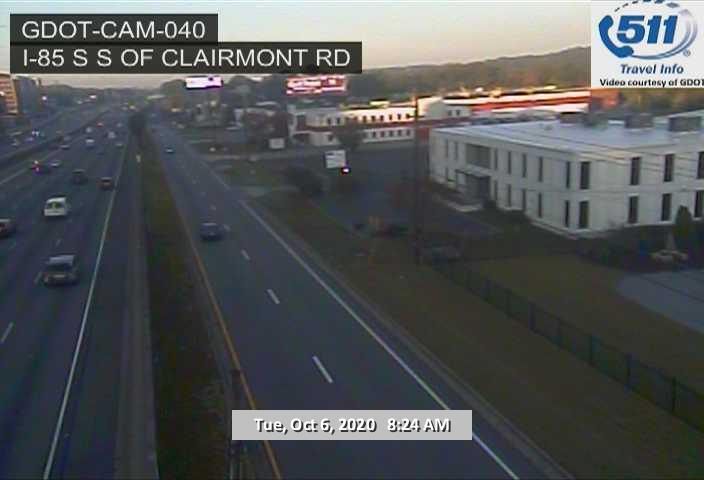 GDOT-CAM-040
I-85 S S OF CLAIRMONT RD
511
Travel Info
Video courtesy of GDOT
Tue, Oct 6, 2020 8:24 AM